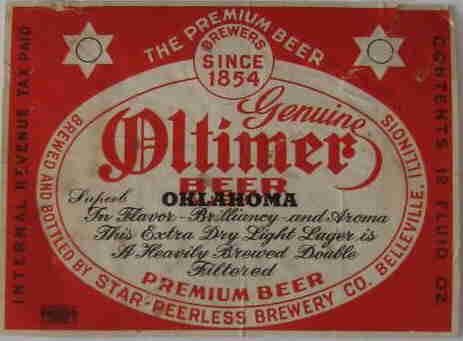 THE PREMIUM BEER
BREWERS
SINCE
1854
Genuine
Oltimer
BEER
OKLAHOMA
Superb
In Flavor - Brilliancy - and Aroma
This Extra Dry Light Lager is
A Heavily Brewed Double
Filtered
PREMIUM BEER
BREWED AND BOTTLED BY STAR-PEERLESS BREWERY CO. BELLEVILLE, ILLINOIS
INTERNAL REVENUE TAX PAID
CONTENTS 12 FLUID OZ